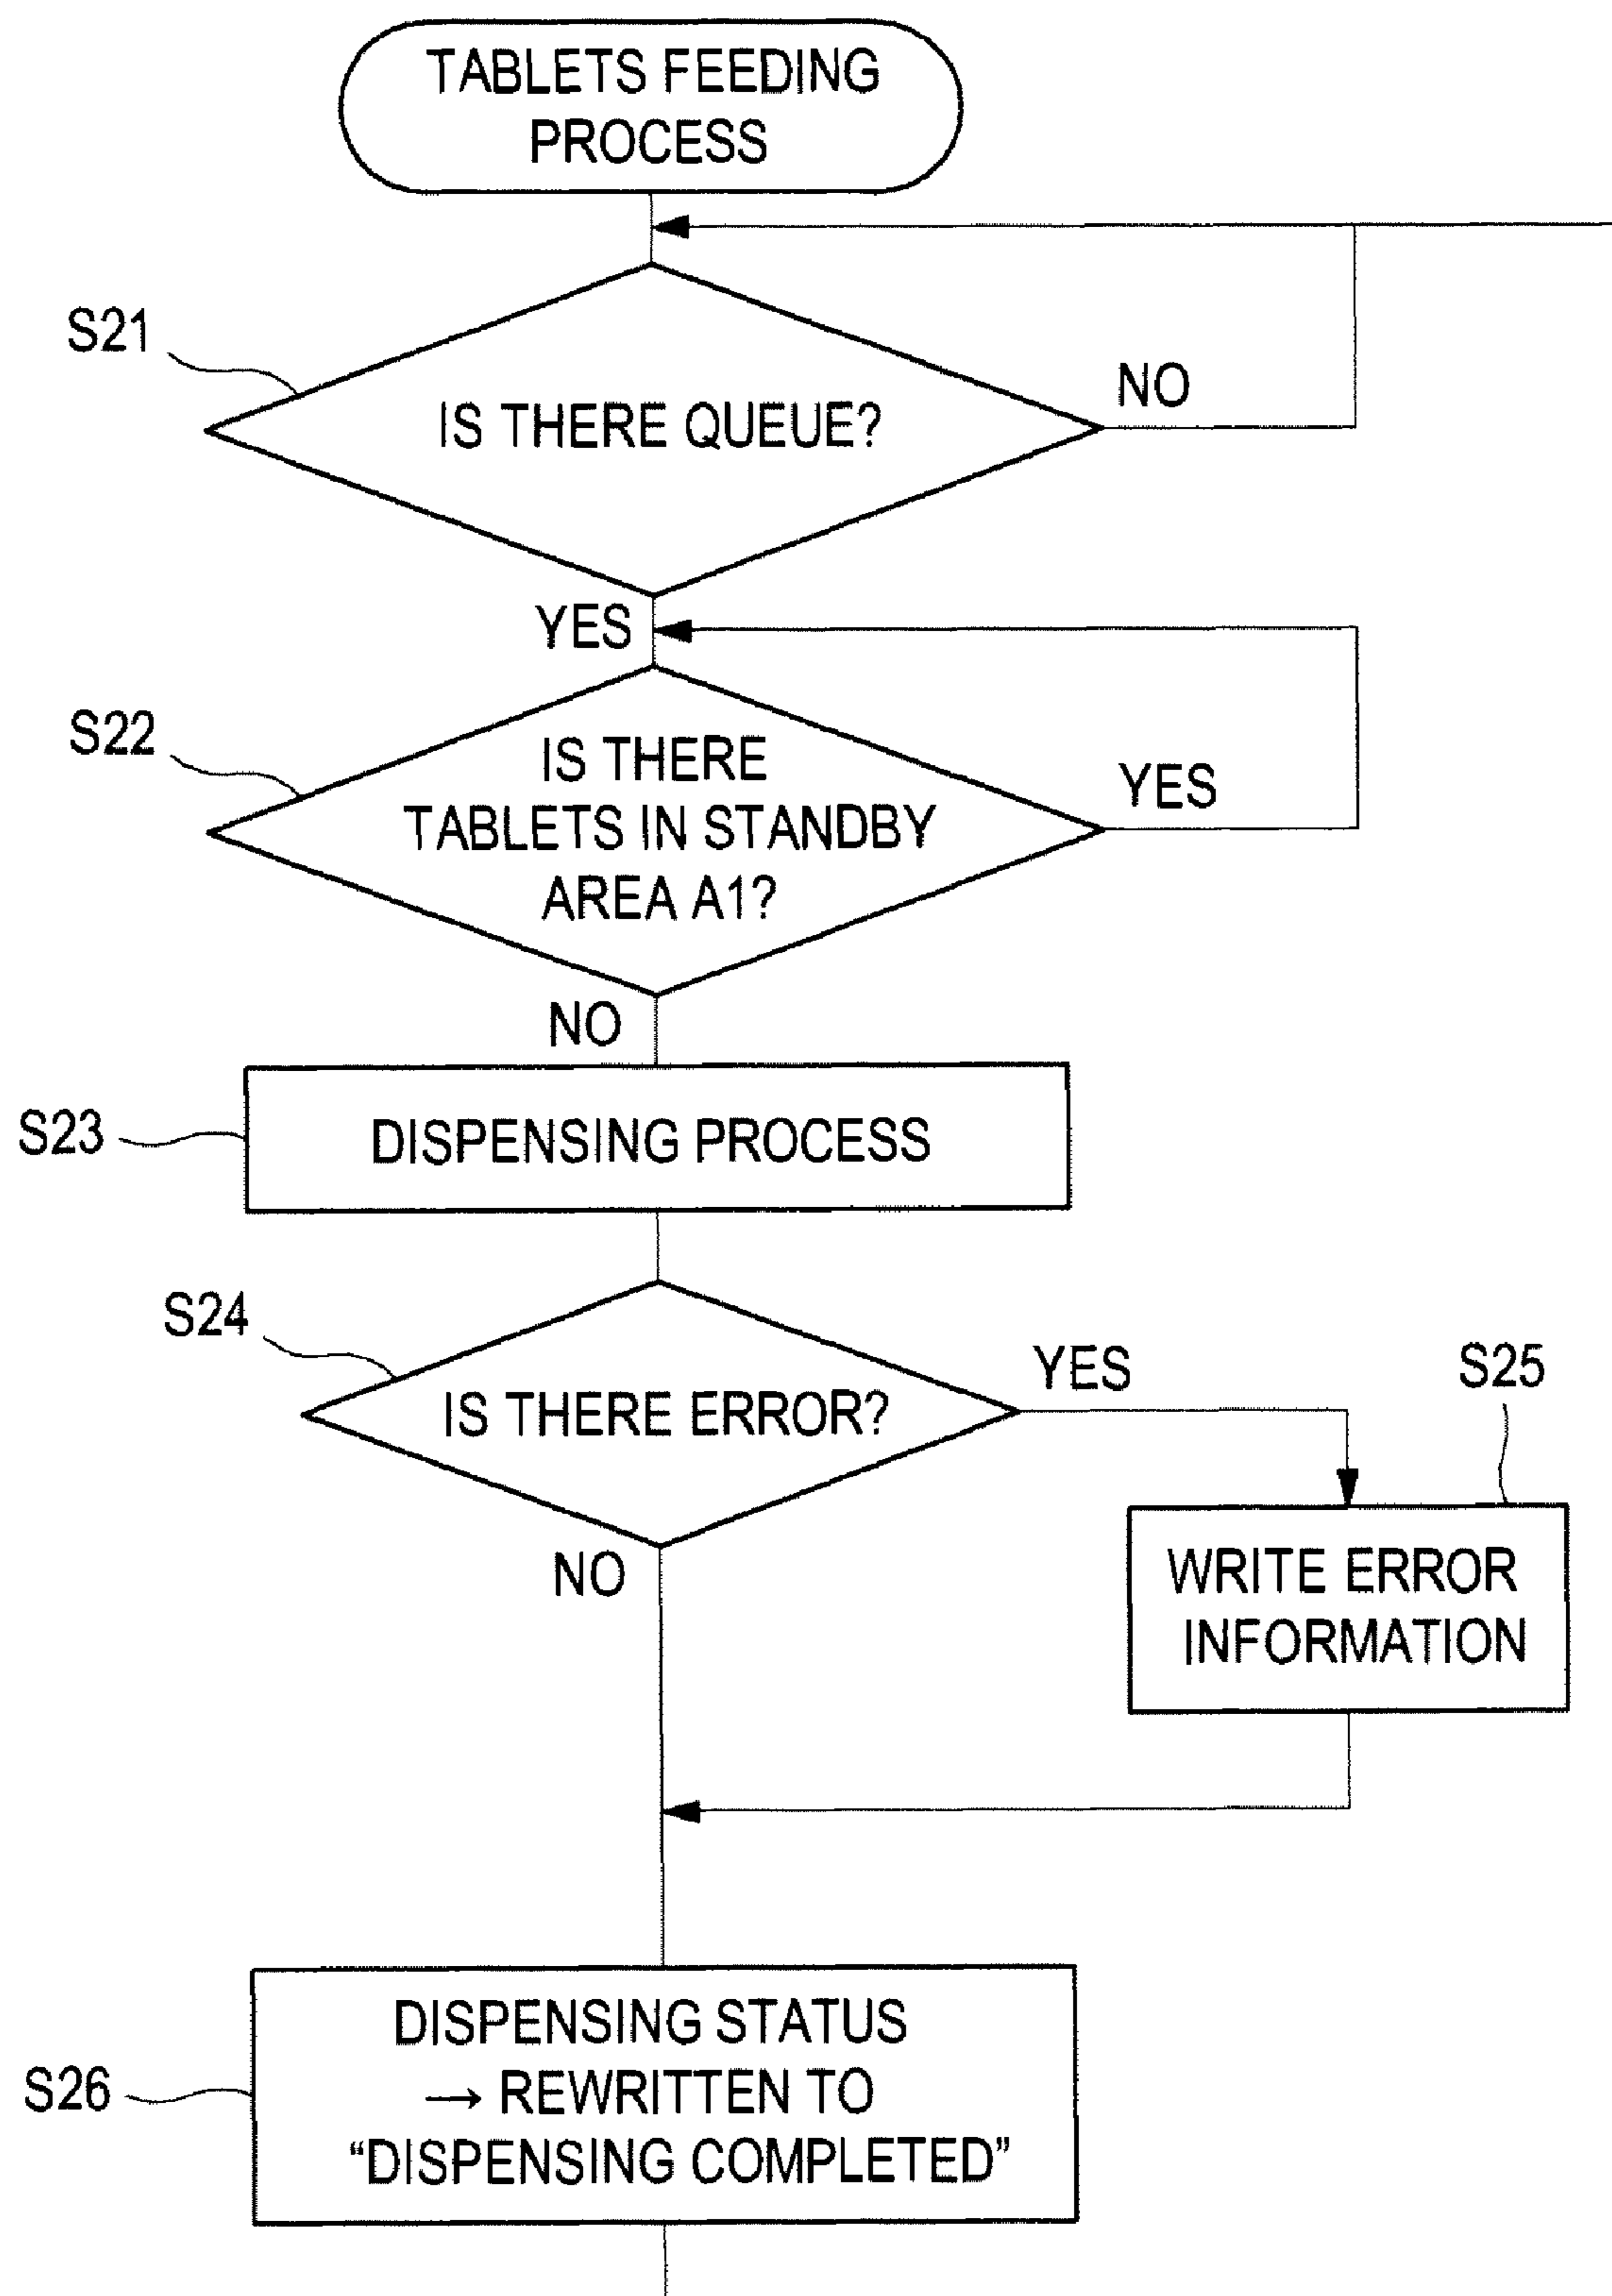 TABLETS FEEDING
PROCESS
S21
IS THERE QUEUE?
NO
YES
S22
IS THERE
TABLETS IN STANDBY
AREA A1?
YES
NO
S23
DISPENSING PROCESS
S24
IS THERE ERROR?
YES
S25
NO
WRITE ERROR
INFORMATION
S26
DISPENSING STATUS
→ REWRITTEN TO
“DISPENSING COMPLETED”